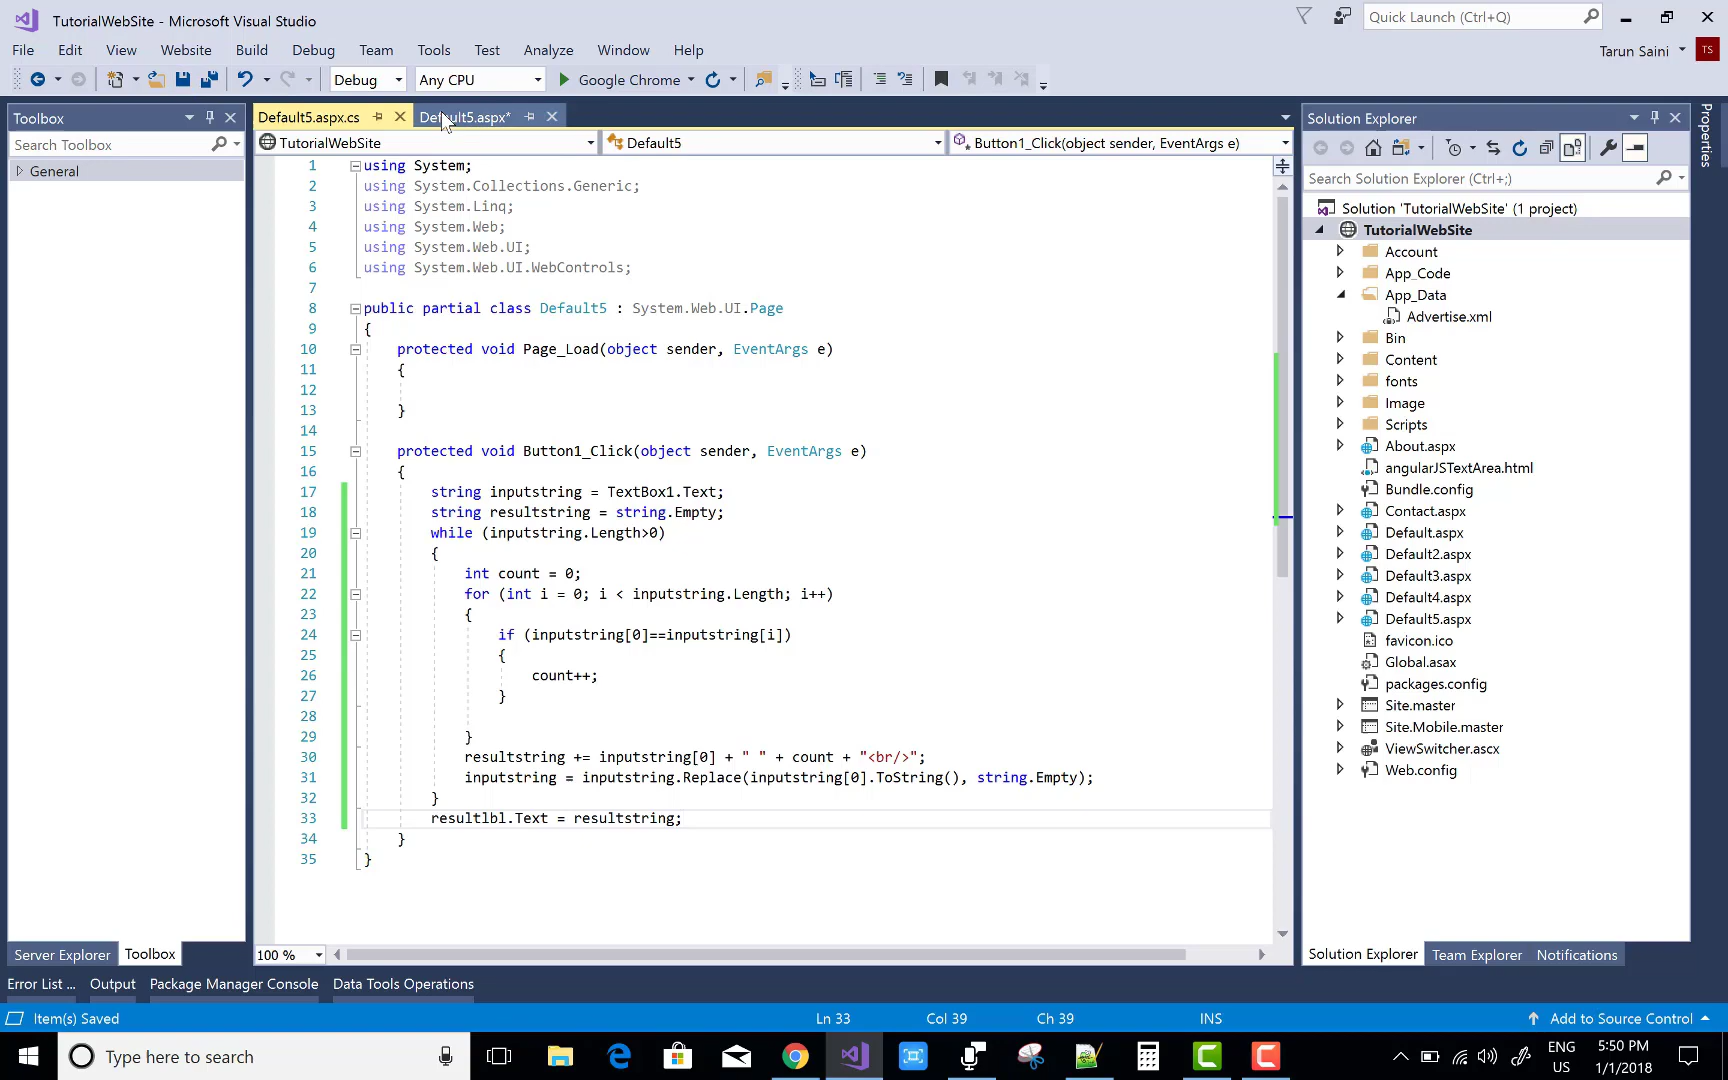 TutorialWebSite - Microsoft Visual Studio
Quick Launch (Ctrl+Q)
File Edit View Website Build Debug Team Tools Test Analyze Window Help
Tarun Saini TS
Debug Any CPU Google Chrome
Toolbox
Search Toolbox
General
Default5.aspx.cs Default5.aspx*
TutorialWebSite Default5 Button1_Click(object sender, EventArgs e)
1 using System;
2 using System.Collections.Generic;
3 using System.Linq;
4 using System.Web;
5 using System.Web.UI;
6 using System.Web.UI.WebControls;
7
8 public partial class Default5 : System.Web.UI.Page
9 {
10 protected void Page_Load(object sender, EventArgs e)
11 {
12
13 }
14
15 protected void Button1_Click(object sender, EventArgs e)
16 {
17 string inputstring = TextBox1.Text;
18 string resultstring = string.Empty;
19 while (inputstring.Length>0)
20 {
21 int count = 0;
22 for (int i = 0; i < inputstring.Length; i++)
23 {
24 if (inputstring[0]==inputstring[i])
25 {
26 count++;
27 }
28
29 }
30 resultstring += inputstring[0] + " " + count + "<br/>";
31 inputstring = inputstring.Replace(inputstring[0].ToString(), string.Empty);
32 }
33 resultlbl.Text = resultstring;
34 }
35 }
100 %
Solution Explorer
Search Solution Explorer (Ctrl+;)
Solution 'TutorialWebSite' (1 project)
TutorialWebSite
Account
App_Code
App_Data
Advertise.xml
Bin
Content
fonts
Image
Scripts
About.aspx
angularJSTextArea.html
Bundle.config
Contact.aspx
Default.aspx
Default2.aspx
Default3.aspx
Default4.aspx
Default5.aspx
favicon.ico
Global.asax
packages.config
Site.master
Site.Mobile.master
ViewSwitcher.ascx
Web.config
Properties
Server Explorer Toolbox
Solution Explorer Team Explorer Notifications
Error List ... Output Package Manager Console Data Tools Operations
Item(s) Saved Ln 33 Col 39 Ch 39 INS Add to Source Control
Type here to search
ENG
US
5:50 PM
1/1/2018